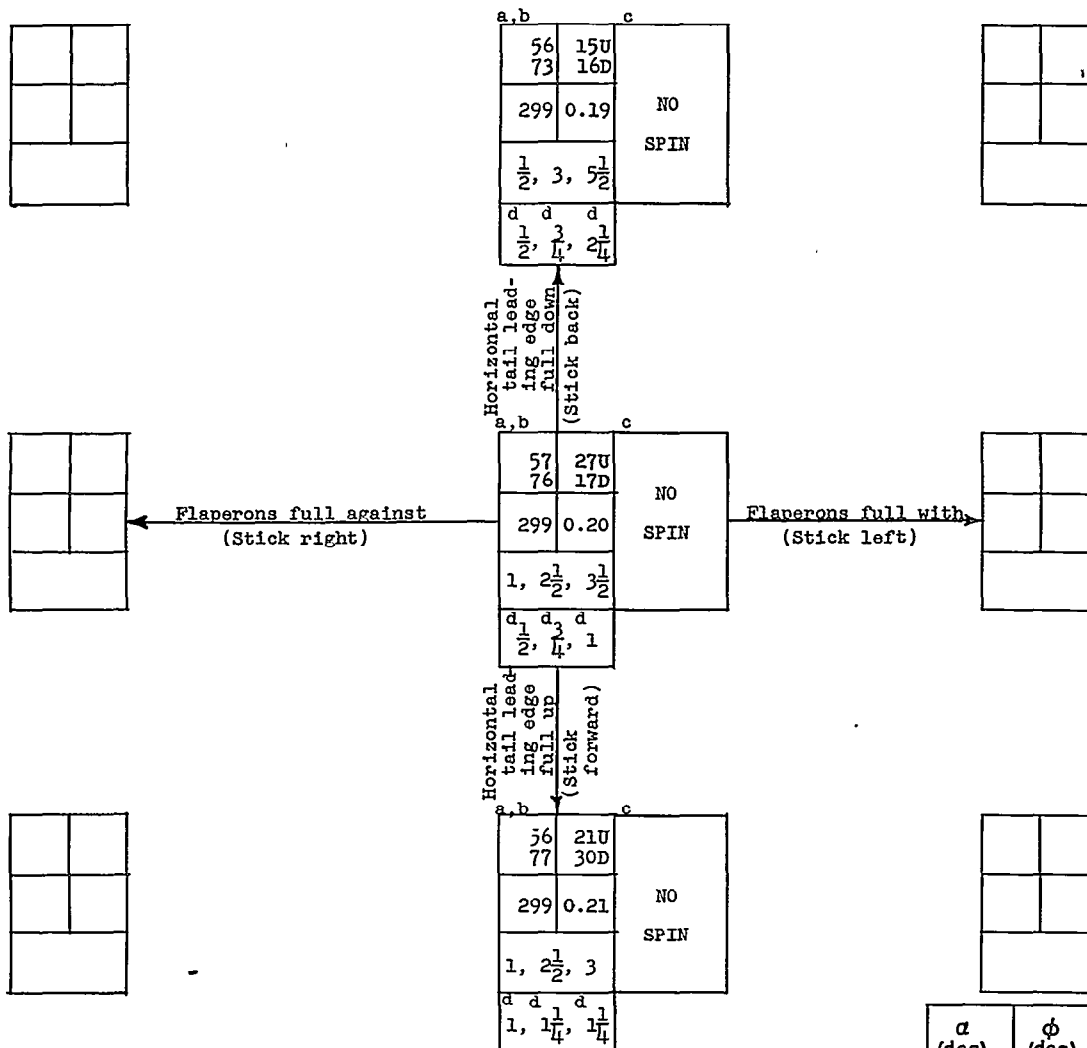 a,b c
56 15U
73 16D
299 0.19
NO
SPIN
1/2, 3, 5 1/2
d d d
1/2, 3/4, 2 1/4
Horizontal
tail lead-
ing edge
full down
(Stick back)
a,b c
57 27U
76 17D
299 0.20
NO
SPIN
1, 2 1/2, 3 1/2
d d d
1/2, 3/4, 1
Flaperons full against
(Stick right)
Flaperons full with
(Stick left)
Horizontal
tail lead
ing edge
full up
(Stick
forward)
a,b c
56 21U
77 30D
299 0.21
NO
SPIN
1, 2 1/2, 3
d d d
1, 1 1/4, 1 1/4
α ϕ
(deg) (deg)